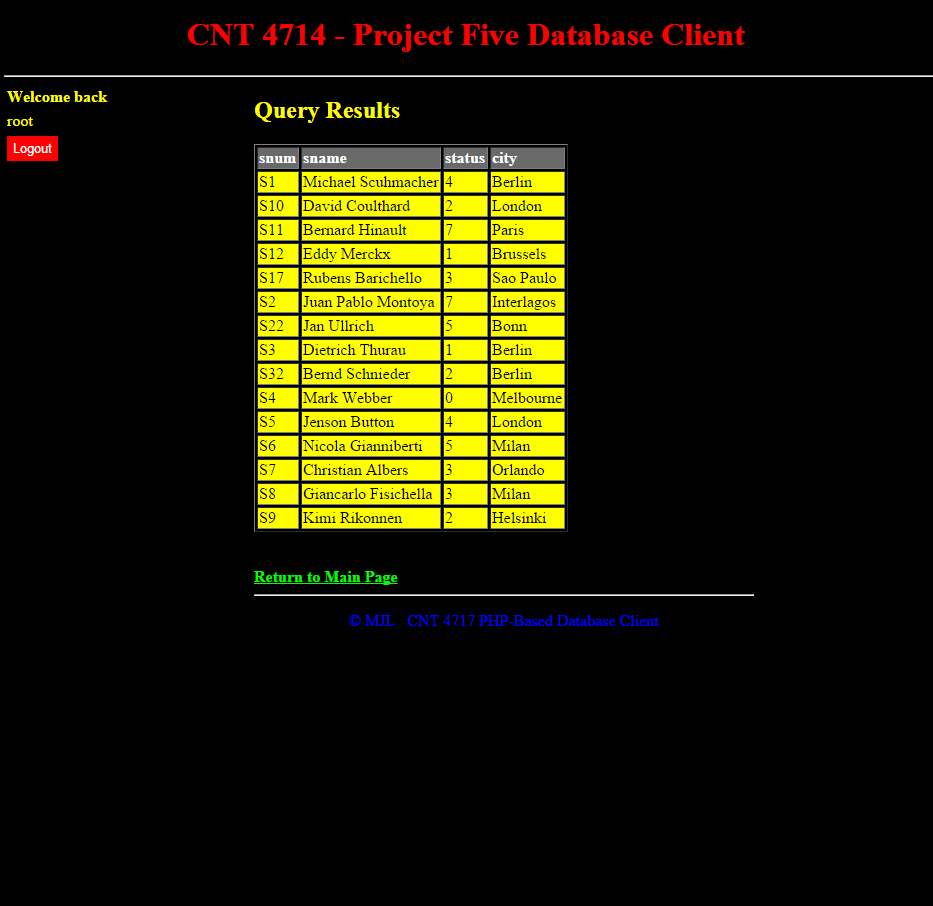 CNT 4714 - Project Five Database Client
Welcome back
root
Logout
Query Results
snum sname status city
S1 Michael Scuhmacher 4 Berlin
S10 David Coulthard 2 London
S11 Bernard Hinault 7 Paris
S12 Eddy Merckx 1 Brussels
S17 Rubens Barichello 3 Sao Paulo
S2 Juan Pablo Montoya 7 Interlagos
S22 Jan Ullrich 5 Bonn
S3 Dietrich Thurau 1 Berlin
S32 Bernd Schnieder 2 Berlin
S4 Mark Webber 0 Melbourne
S5 Jenson Button 4 London
S6 Nicola Gianniberti 5 Milan
S7 Christian Albers 3 Orlando
S8 Giancarlo Fisichella 3 Milan
S9 Kimi Rikonnen 2 Helsinki
Return to Main Page
© MJL CNT 4717 PHP-Based Database Client